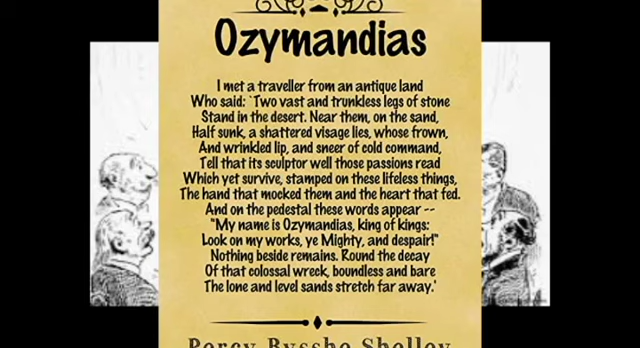 Ozymandias
I met a traveller from an antique land
Who said: `Two vast and trunkless legs of stone
Stand in the desert. Near them, on the sand,
Half sunk, a shattered visage lies, whose frown,
And wrinkled lip, and sneer of cold command,
Tell that its sculptor well those passions read
Which yet survive, stamped on these lifeless things,
The hand that mocked them and the heart that fed.
And on the pedestal these words appear --
"My name is Ozymandias, king of kings:
Look on my works, ye Mighty, and despair!"
Nothing beside remains. Round the decay
Of that colossal wreck, boundless and bare
The lone and level sands stretch far away.'
Percy Bysshe Shelley